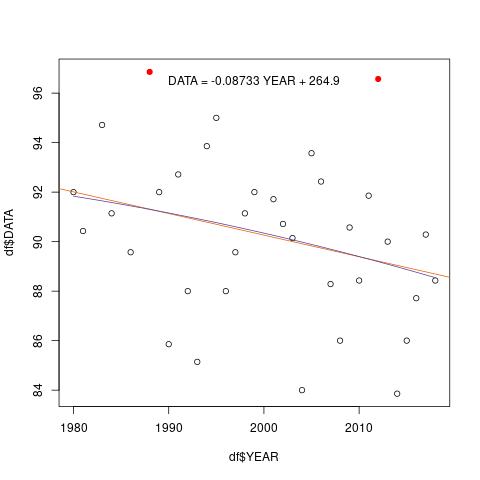 DATA = -0.08733 YEAR + 264.9
96
94
92
90
88
86
84
df$DATA
1980 1990 2000 2010
df$YEAR